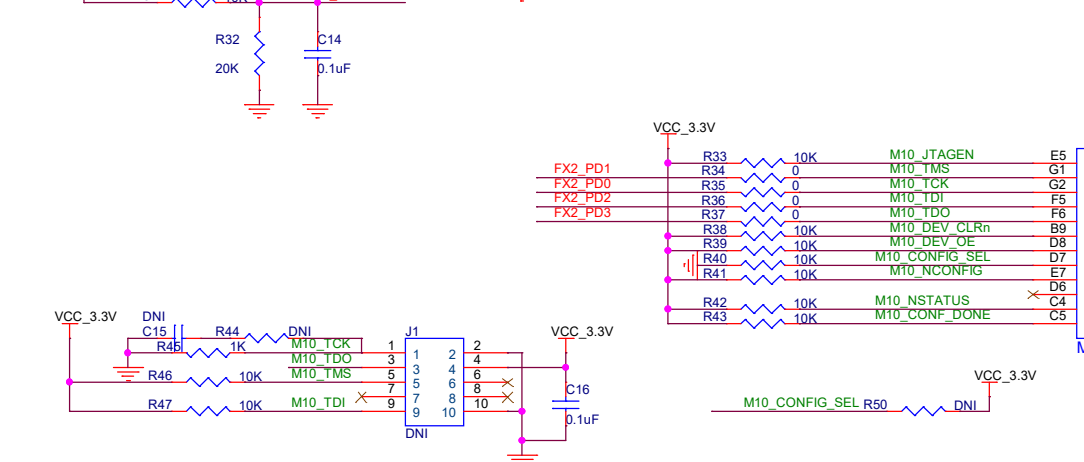 R32
20K
C14
0.1uF
VCC_3.3V
R33 10K M10_JTAGEN E5
FX2_PD1 R34 0 M10_TMS G1
FX2_PD0 R35 0 M10_TCK G2
FX2_PD2 R36 0 M10_TDI F5
FX2_PD3 R37 0 M10_TDO F6
R38 10K M10_DEV_CLRn B9
R39 10K M10_DEV_OE D8
R40 10K M10_CONFIG_SEL D7
R41 10K M10_NCONFIG E7
D6
R42 10K M10_NSTATUS C4
R43 10K M10_CONF_DONE C5
VCC_3.3V
DNI
C15 R44 DNI
R45 1K M10_TCK
M10_TDO
R46 10K M10_TMS
R47 10K M10_TDI
J1
1 1 2 2
3 3 4 4
5 5 6 6
7 7 8 8
9 9 10 10
DNI
VCC_3.3V
C16
0.1uF
VCC_3.3V
M10_CONFIG_SEL R50 DNI